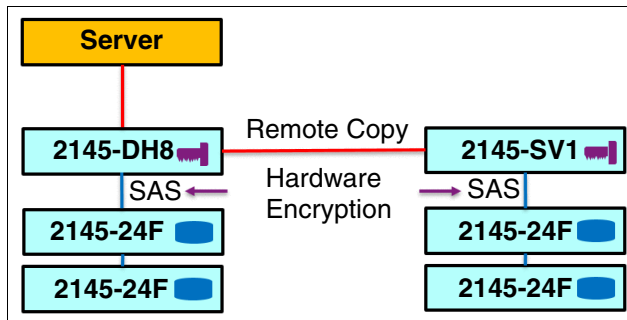 Server
Remote Copy
2145-DH8
2145-SV1
SAS
Hardware
Encryption
SAS
2145-24F
2145-24F
2145-24F
2145-24F